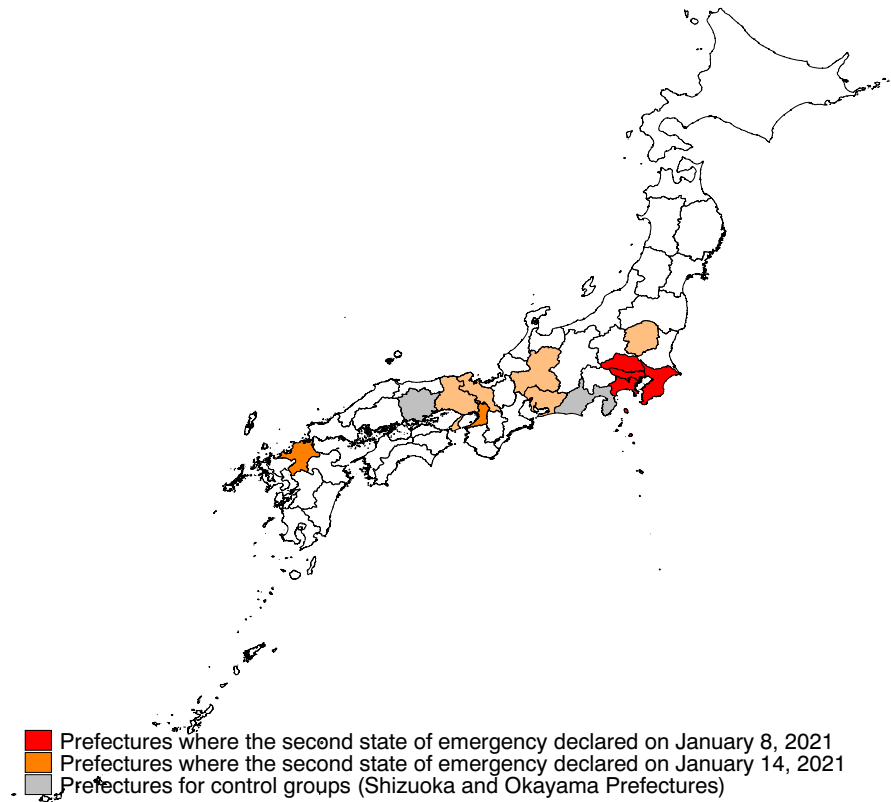 Prefectures where the second state of emergency declared on January 8, 2021
Prefectures where the second state of emergency declared on January 14, 2021
Prefectures for control groups (Shizuoka and Okayama Prefectures)